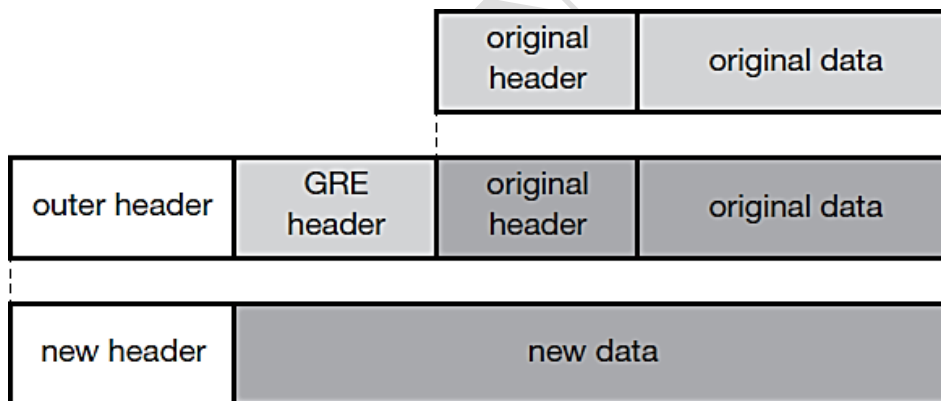 original
header
original data
outer header
GRE
header
original
header
original data
new header
new data